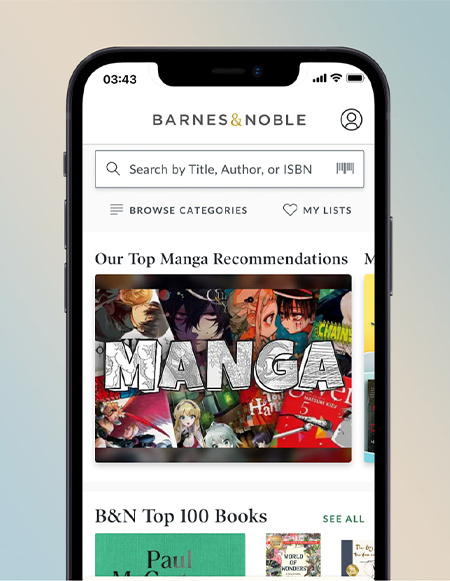 03:43
BARNES&NOBLE
Search by Title, Author, or ISBN
BROWSE CATEGORIES
MY LISTS
Our Top Manga Recommendations
M
MANGA
B&N Top 100 Books
SEE ALL
Paul
WORLD OF
WONDERS